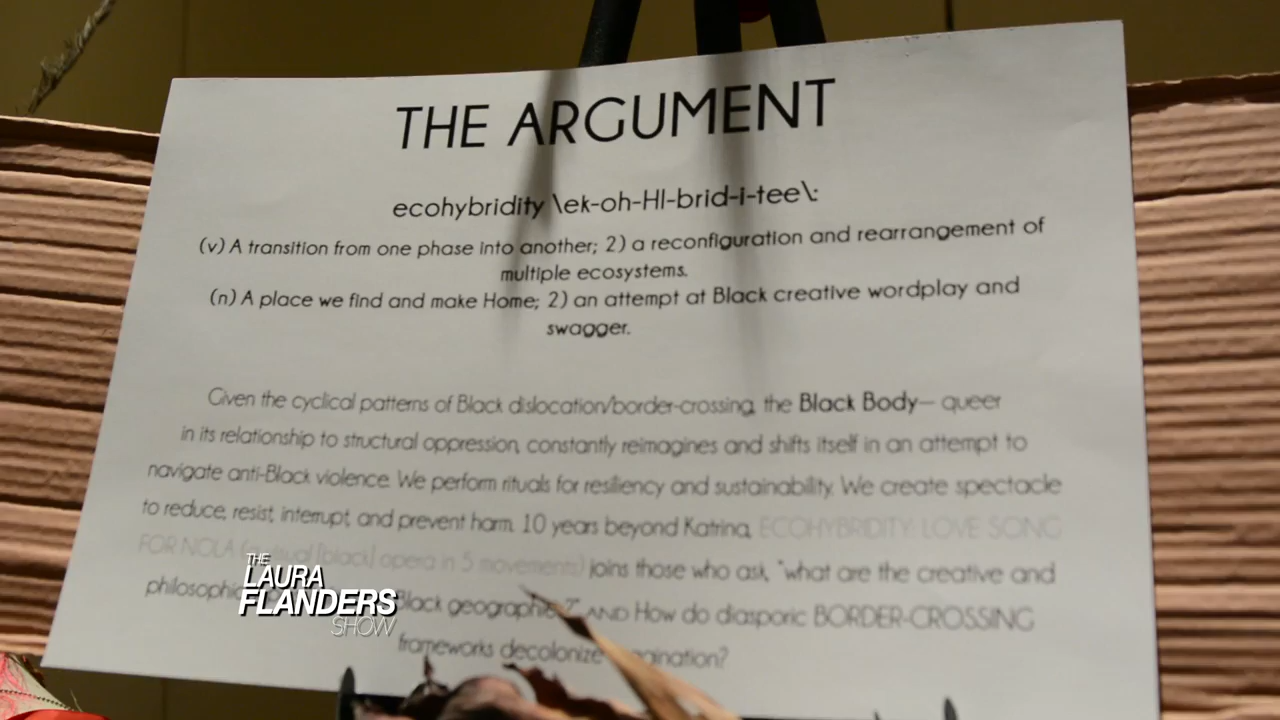 THE ARGUMENT
ecohybridity \ek-oh-HI-brid-i-tee\:
(v) A transition from one phase into another; 2) a reconfiguration and rearrangement of
multiple ecosystems.
(n) A place we find and make Home; 2) an attempt at Black creative wordplay and
swagger.
Given the cyclical patterns of Black dislocation/border-crossing, the Black Body— queer
in its relationship to structural oppression, constantly reimagines and shifts itself in an attempt to
navigate anti-Black violence. We perform rituals for resiliency and sustainability. We create spectacle
to reduce, resist, interrupt, and prevent harm. 10 years beyond Katrina, ECOHYBRIDITY: LOVE SONG
FOR NOLA [black] opera in 5 movements) joins those who ask, "what are the creative and
Black AND How do diasporic BORDER-CROSSING
frameworks decolonize
THE
LAURA
FLANDERS
SHOW